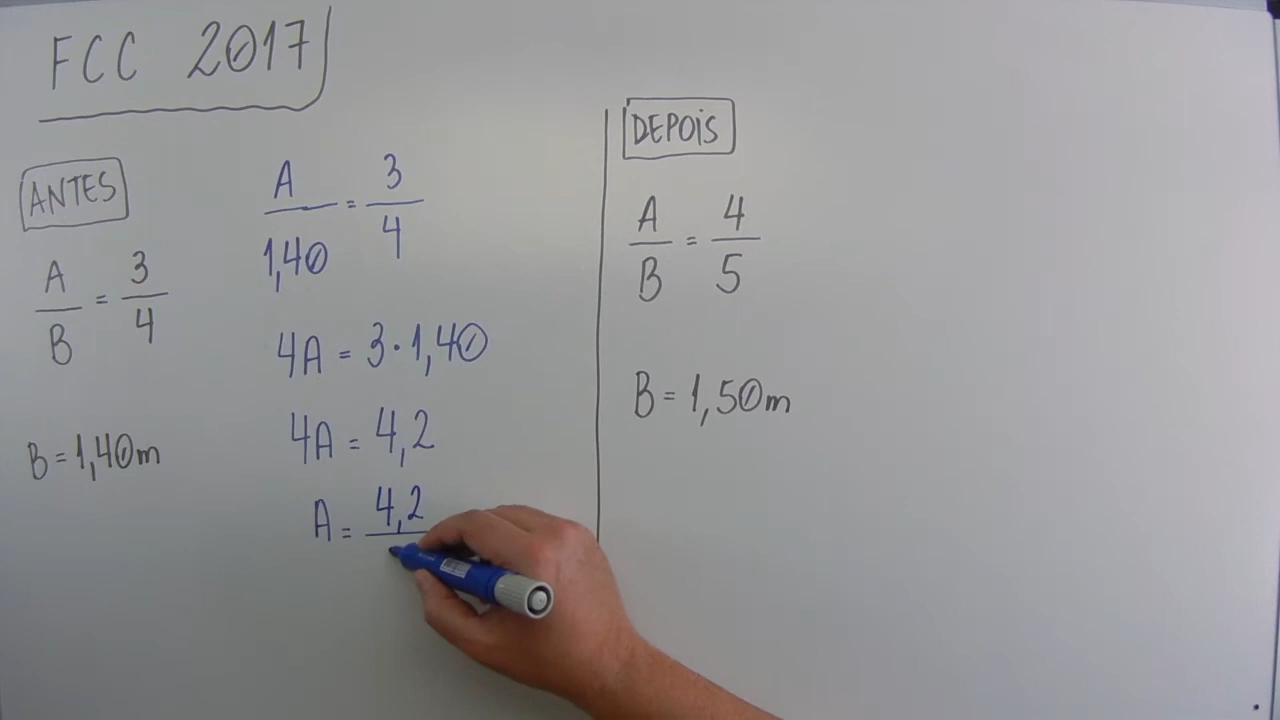 FCC 2017
ANTES
A/B = 3/4
B = 1,40m
A/1,40 = 3/4
4A = 3·1,40
4A = 4,2
A = 4,2
DEPOIS
A/B = 4/5
B = 1,50m